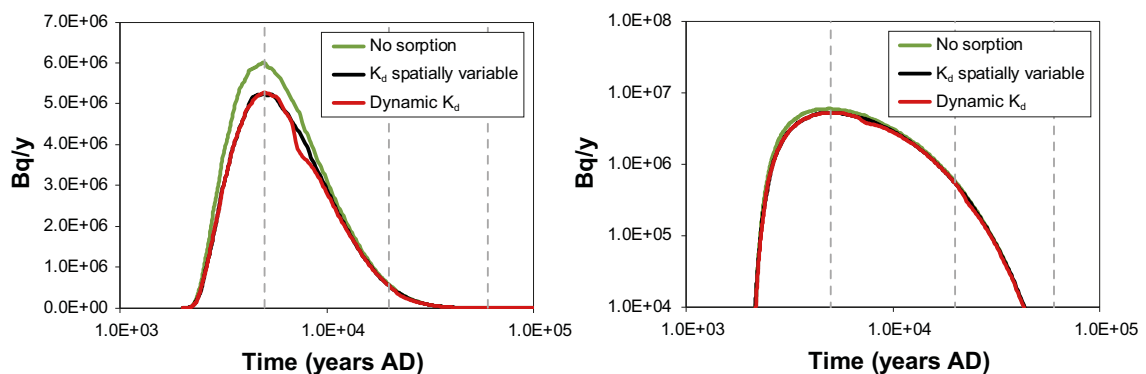 7.0E+06
6.0E+06
5.0E+06
4.0E+06
3.0E+06
2.0E+06
1.0E+06
0.0E+00
Bq/y
1.0E+03
1.0E+04
1.0E+05
Time (years AD)
No sorption
Kd spatially variable
Dynamic Kd
1.0E+08
1.0E+07
1.0E+06
1.0E+05
1.0E+04
Bq/y
1.0E+03
1.0E+04
1.0E+05
Time (years AD)
No sorption
Kd spatially variable
Dynamic Kd